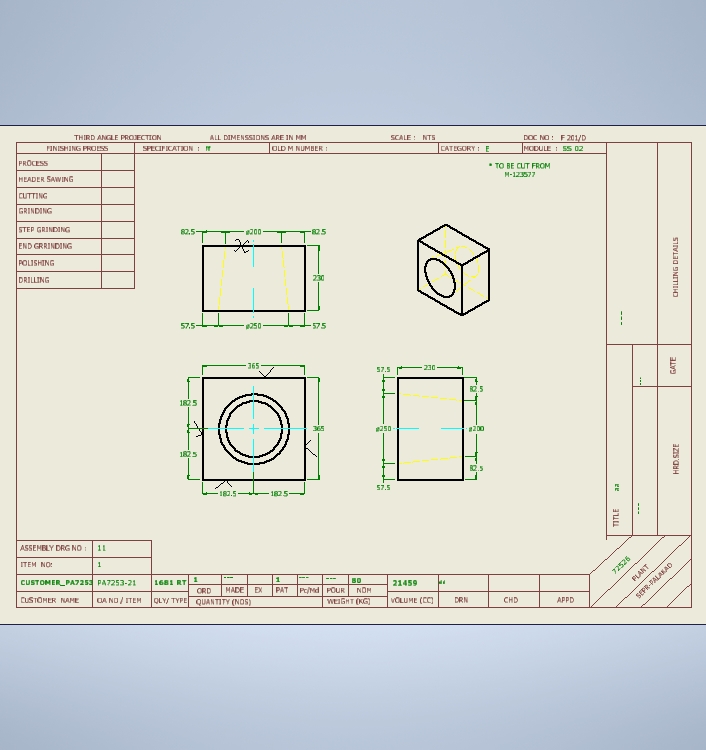 THIRD ANGLE PROJECTION ALL DIMENSSIONS ARE IN MM SCALE : NTS DOC NO : F 201/D
FINISHING PROESS SPECIFICATION : ff OLD M NUMBER : CATEGORY : E MODULE : SS 02
* TO BE CUT FROM
M-123577
PROCESS
HEADER SAWING
CUTTING
GRINDING
STEP GRINDING
END GRRINDING
POLISHING
DRILLING
82.5 ø200 82.5
230
57.5 ø250 57.5
365
182.5
365
182.5
182.5 182.5
57.5 230
82.5
ø250 ø200
82.5
57.5
CHILLING DETAILS
---
GATE
---
HRD.SIZE
---
TITLE aa
72526
PLANT
SEPR-PALAKAD
ASSEMBLY DRG NO : 11
ITEM NO: 1
CUSTOMER_PA7253 PA7253-21 1681 RT 1 --- 1 --- --- 80 21459
ORD MADE EX PAT Pc/Md POUR NOM
CUSTOMER NAME OA NO / ITEM QLY/ TYPE QUANTITY (NOS) WEIGHT (KG) VOLUME (CC) DRN CHD APPD